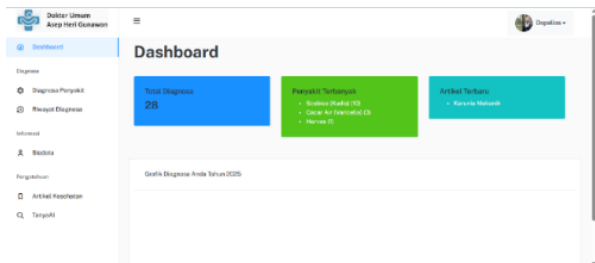 Dokter Umum
Asep Heri Gunawan
Dashboard
Diagnosa
Diagnosa Penyakit
Riwayat Diagnosa
Informasi
Biodata
Pengetahuan
Artikel Kesehatan
TanyaAI
Dashboard
Total Diagnosa
28
Penyakit Terbanyak
Scabies (Kudis) (10)
Cacar Air (Varicella) (3)
Herpes (1)
Artikel Terbaru
Grafik Diagnosa Anda Tahun 2025